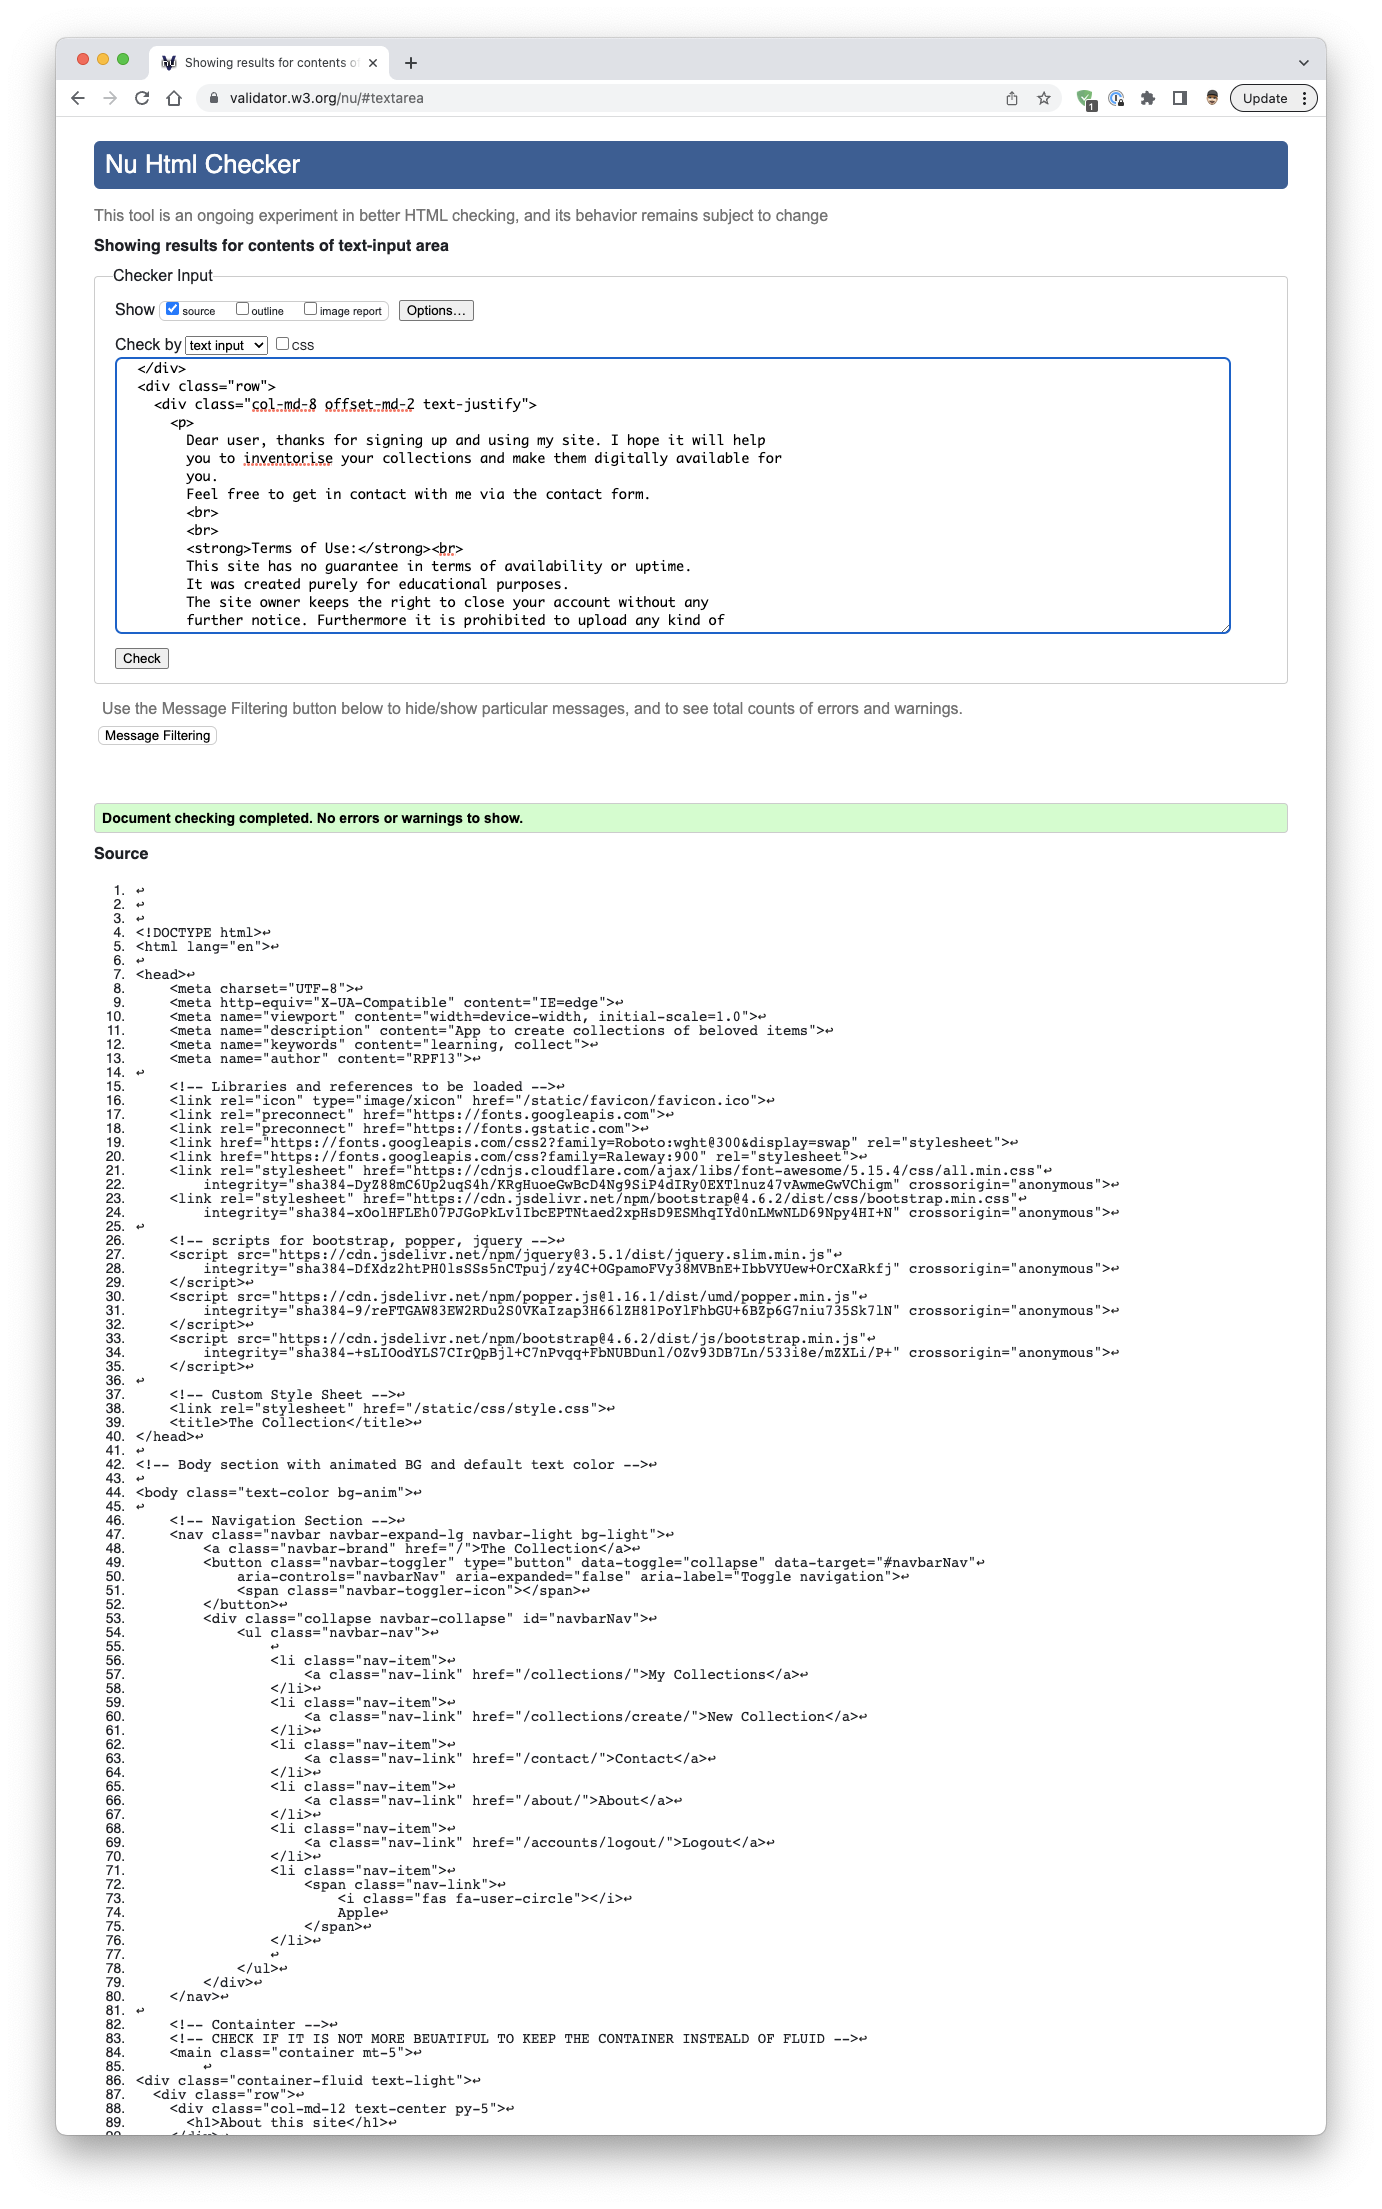 Showing results for contents o
validator.w3.org/nu/#textarea
1
Update
Nu Html Checker
This tool is an ongoing experiment in better HTML checking, and its behavior remains subject to change
Showing results for contents of text-input area
Checker Input
Show source outline image report Options...
Check by text input CSS
</div>
<div class="row">
<div class="col-md-8 offset-md-2 text-justify">
<p>
Dear user, thanks for signing up and using my site. I hope it will help
you to inventorise your collections and make them digitally available for
you.
Feel free to get in contact with me via the contact form.
<br>
<br>
<strong>Terms of Use:</strong><br>
This site has no guarantee in terms of availability or uptime.
It was created purely for educational purposes.
The site owner keeps the right to close your account without any
further notice. Furthermore it is prohibited to upload any kind of
Check
Use the Message Filtering button below to hide/show particular messages, and to see total counts of errors and warnings.
Message Filtering
Document checking completed. No errors or warnings to show.
Source
1. ↩
2. ↩
3. ↩
4. <!DOCTYPE html>↩
5. <html lang="en">↩
6. ↩
7. <head>↩
8. <meta charset="UTF-8">↩
9. <meta http-equiv="X-UA-Compatible" content="IE=edge">↩
10. <meta name="viewport" content="width=device-width, initial-scale=1.0">↩
11. <meta name="description" content="App to create collections of beloved items">↩
12. <meta name="keywords" content="learning, collect">↩
13. <meta name="author" content="RPF13">↩
14. ↩
15. <!-- Libraries and references to be loaded -->↩
16. <link rel="icon" type="image/xicon" href="/static/favicon/favicon.ico">↩
17. <link rel="preconnect" href="https://fonts.googleapis.com">↩
18. <link rel="preconnect" href="https://fonts.gstatic.com">↩
19. <link href="https://fonts.googleapis.com/css2?family=Roboto:wght@300&display=swap" rel="stylesheet">↩
20. <link href="https://fonts.googleapis.com/css?family=Raleway:900" rel="stylesheet">↩
21. <link rel="stylesheet" href="https://cdnjs.cloudflare.com/ajax/libs/font-awesome/5.15.4/css/all.min.css"↩
22. integrity="sha384-DyZ88mC6Up2uqS4h/KRgHuoeGwBcD4Ng9SiP4dIRy0EXTlnuz47vAwmeGwVChigm" crossorigin="anonymous">↩
23. <link rel="stylesheet" href="https://cdn.jsdelivr.net/npm/bootstrap@4.6.2/dist/css/bootstrap.min.css"↩
24. integrity="sha384-xOolHFLEh07PJGoPkLv1IbcEPTNtaed2xpHsD9ESMhqIYd0nLMwNLD69Npy4HI+N" crossorigin="anonymous">↩
25. ↩
26. <!-- scripts for bootstrap, popper, jquery -->↩
27. <script src="https://cdn.jsdelivr.net/npm/jquery@3.5.1/dist/jquery.slim.min.js"↩
28. integrity="sha384-DfXdz2htPH0lsSSs5nCTpuj/zy4C+OGpamoFVy38MVBnE+IbbVYUew+OrCXaRkfj" crossorigin="anonymous">↩
29. </script>↩
30. <script src="https://cdn.jsdelivr.net/npm/popper.js@1.16.1/dist/umd/popper.min.js"↩
31. integrity="sha384-9/reFTGAW83EW2RDu2S0VKaIzap3H66lZH81PoYlFhbGU+6BZp6G7niu735Sk7lN" crossorigin="anonymous">↩
32. </script>↩
33. <script src="https://cdn.jsdelivr.net/npm/bootstrap@4.6.2/dist/js/bootstrap.min.js"↩
34. integrity="sha384-+sLIOodYLS7CIrQpBjl+C7nPvqq+FbNUBDunl/OZv93DB7Ln/533i8e/mZXLi/P+" crossorigin="anonymous">↩
35. </script>↩
36. ↩
37. <!-- Custom Style Sheet -->↩
38. <link rel="stylesheet" href="/static/css/style.css">↩
39. <title>The Collection</title>↩
40. </head>↩
41. ↩
42. <!-- Body section with animated BG and default text color -->↩
43. ↩
44. <body class="text-color bg-anim">↩
45. ↩
46. <!-- Navigation Section -->↩
47. <nav class="navbar navbar-expand-lg navbar-light bg-light">↩
48. <a class="navbar-brand" href="/">The Collection</a>↩
49. <button class="navbar-toggler" type="button" data-toggle="collapse" data-target="#navbarNav"↩
50. aria-controls="navbarNav" aria-expanded="false" aria-label="Toggle navigation">↩
51. <span class="navbar-toggler-icon"></span>↩
52. </button>↩
53. <div class="collapse navbar-collapse" id="navbarNav">↩
54. <ul class="navbar-nav">↩
55. ↩
56. <li class="nav-item">↩
57. <a class="nav-link" href="/collections/">My Collections</a>↩
58. </li>↩
59. <li class="nav-item">↩
60. <a class="nav-link" href="/collections/create/">New Collection</a>↩
61. </li>↩
62. <li class="nav-item">↩
63. <a class="nav-link" href="/contact/">Contact</a>↩
64. </li>↩
65. <li class="nav-item">↩
66. <a class="nav-link" href="/about/">About</a>↩
67. </li>↩
68. <li class="nav-item">↩
69. <a class="nav-link" href="/accounts/logout/">Logout</a>↩
70. </li>↩
71. <li class="nav-item">↩
72. <span class="nav-link">↩
73. <i class="fas fa-user-circle"></i>↩
74. Apple↩
75. </span>↩
76. </li>↩
77. ↩
78. </ul>↩
79. </div>↩
80. </nav>↩
81. ↩
82. <!-- Containter -->↩
83. <!-- CHECK IF IT IS NOT MORE BEUATIFUL TO KEEP THE CONTAINER INSTEALD OF FLUID -->↩
84. <main class="container mt-5">↩
85. ↩
86. <div class="container-fluid text-light">↩
87. <div class="row">↩
88. <div class="col-md-12 text-center py-5">↩
89. <h1>About this site</h1>↩